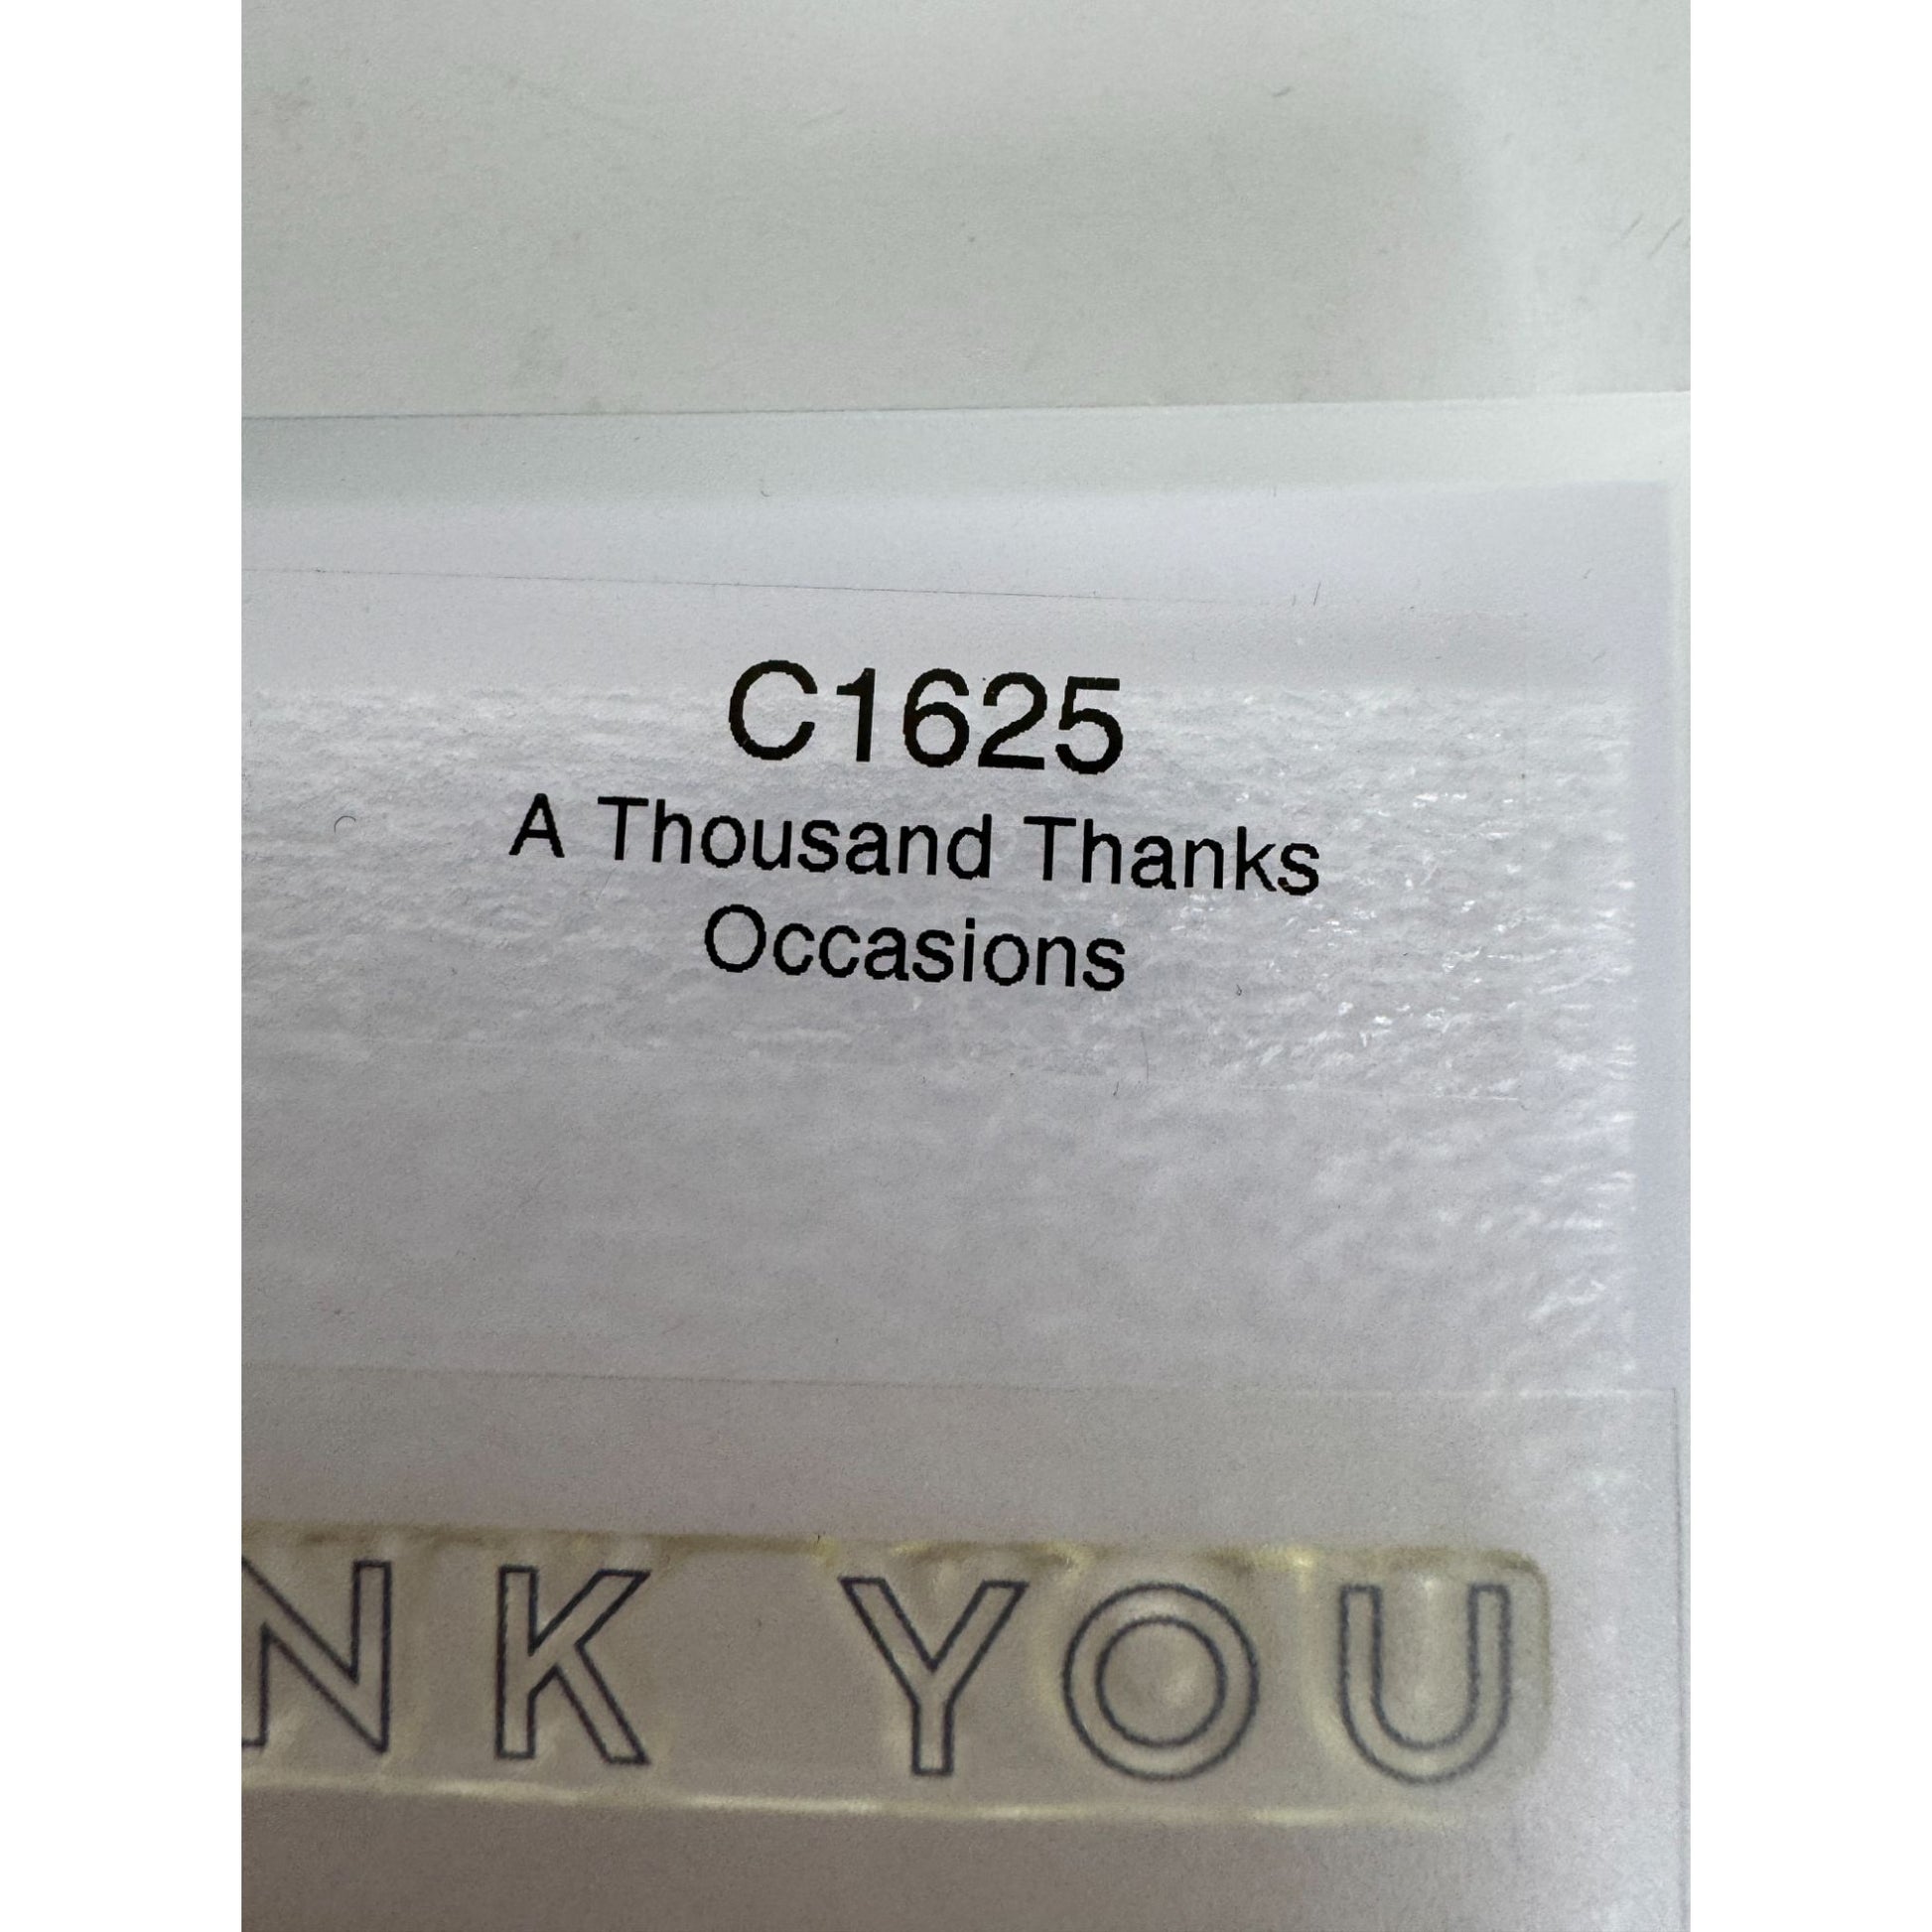 C1625
A Thousand Thanks
Occasions
NK YOU